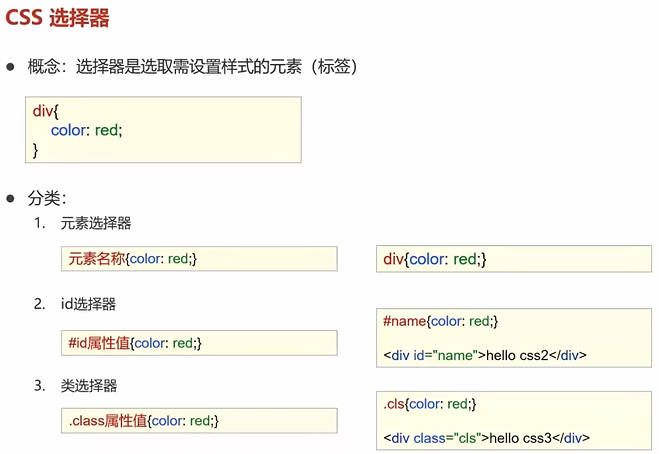 CSS 选择器
● 概念：选择器是选取需设置样式的元素（标签）
div{
color: red;
}
● 分类：
1. 元素选择器
元素名称{color: red;}
div{color: red;}
2. id选择器
#id属性值{color: red;}
#name{color: red;}
<div id="name">hello css2</div>
3. 类选择器
.class属性值{color: red;}
.cls{color: red;}
<div class="cls">hello css3</div>